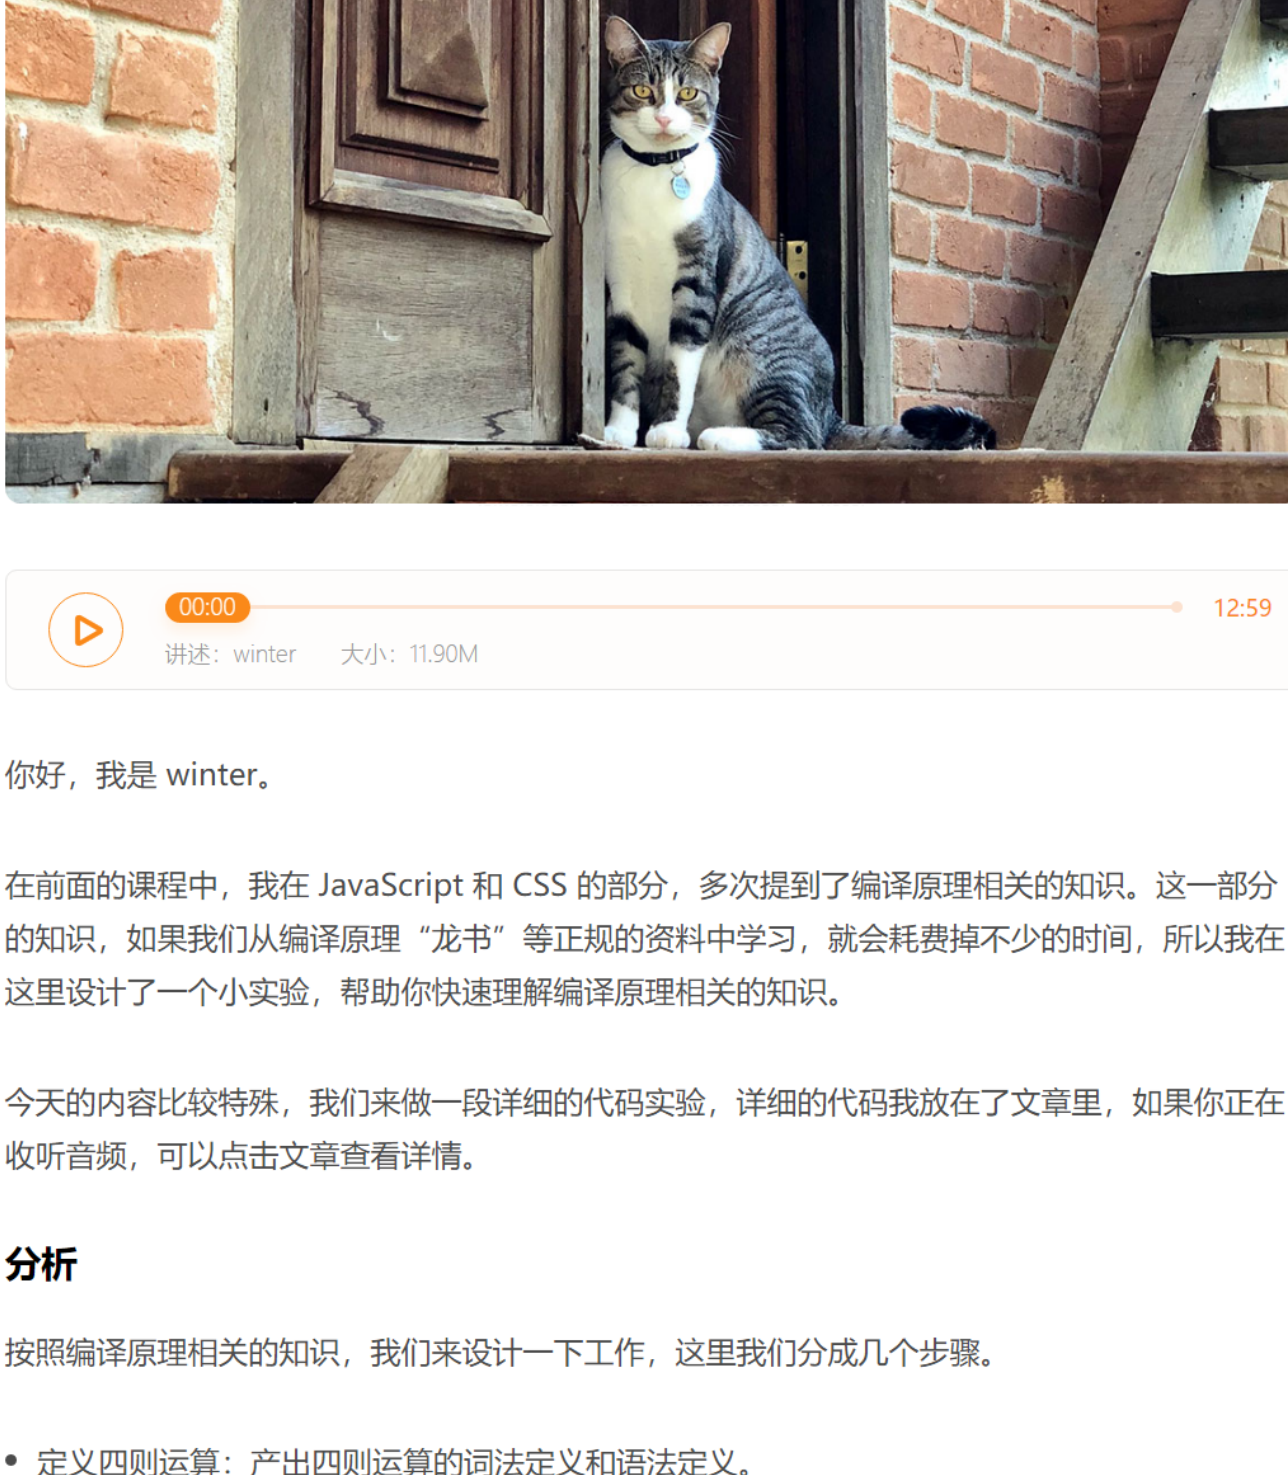 00:00
12:59
讲述：winter 大小：11.90M
你好，我是 winter。
在前面的课程中，我在 JavaScript 和 CSS 的部分，多次提到了编译原理相关的知识。这一部分
的知识，如果我们从编译原理“龙书”等正规的资料中学习，就会耗费掉不少的时间，所以我在
这里设计了一个小实验，帮助你快速理解编译原理相关的知识。
今天的内容比较特殊，我们来做一段详细的代码实验，详细的代码我放在了文章里，如果你正在
收听音频，可以点击文章查看详情。
分析
按照编译原理相关的知识，我们来设计一下工作，这里我们分成几个步骤。
• 定义四则运算：产出四则运算的词法定义和语法定义。